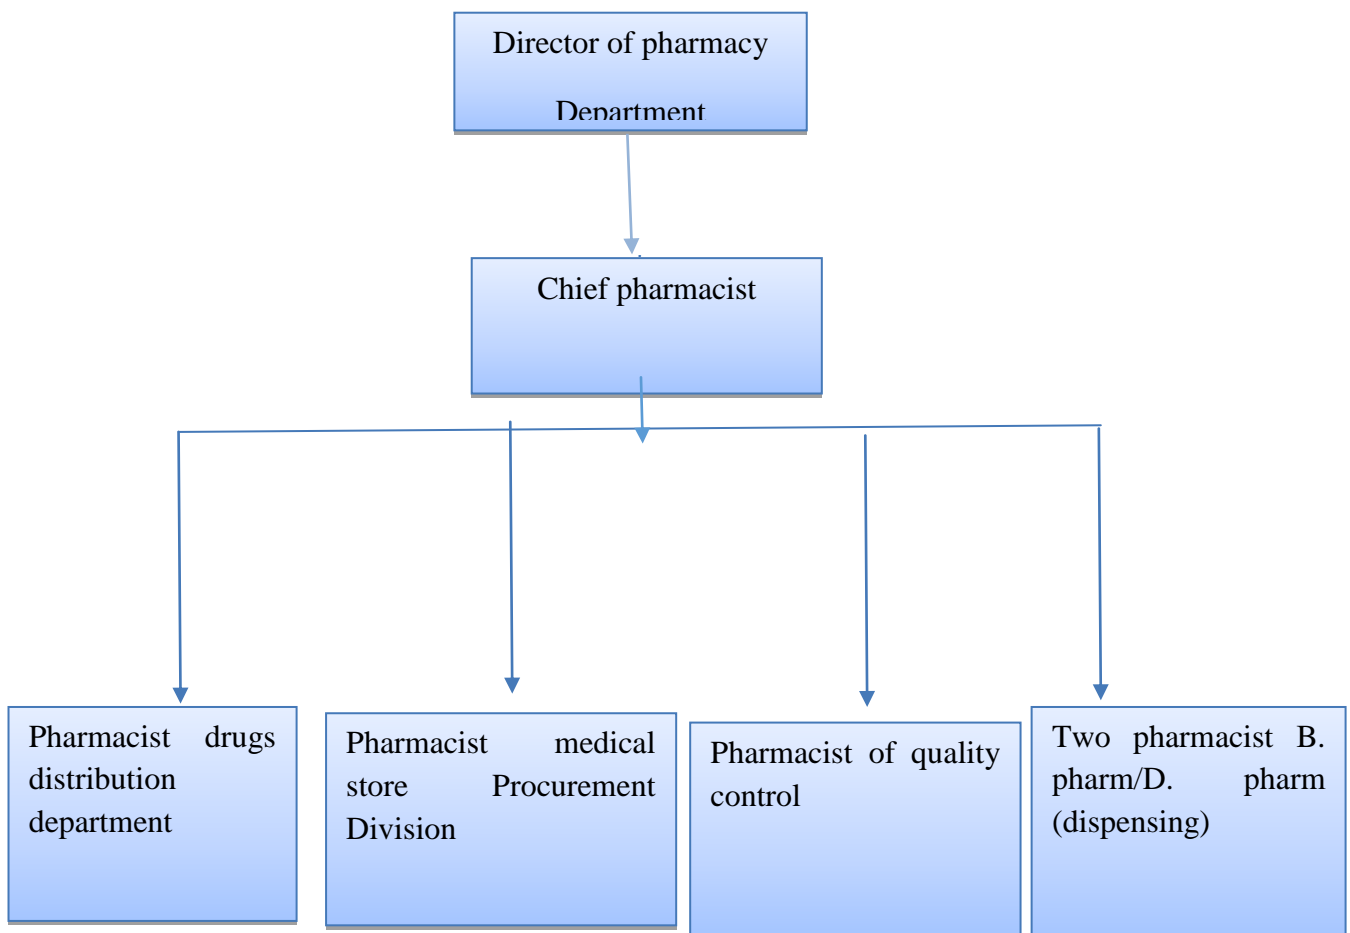 Director of pharmacy
Department
Chief pharmacist
Pharmacist drugs
distribution
department
Pharmacist medical
store Procurement
Division
Pharmacist of quality
control
Two pharmacist B.
pharm/D. pharm
(dispensing)